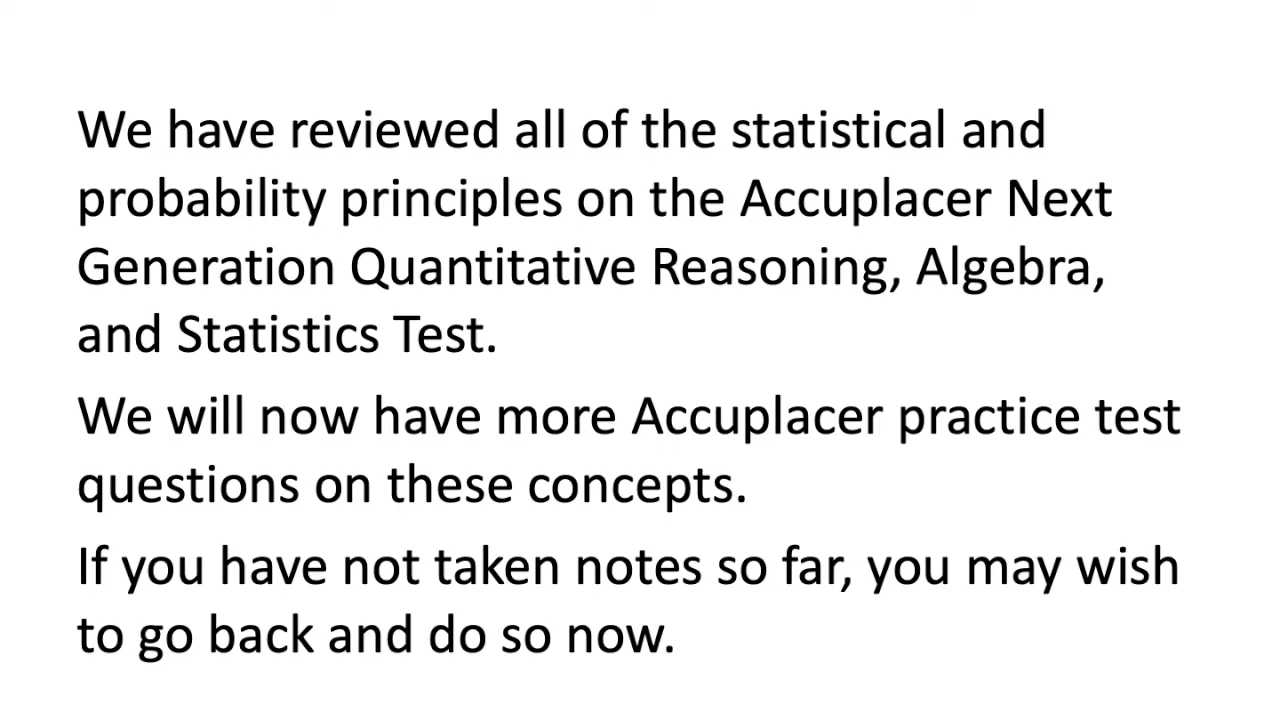 We have reviewed all of the statistical and
probability principles on the Accuplacer Next
Generation Quantitative Reasoning, Algebra,
and Statistics Test.
We will now have more Accuplacer practice test
questions on these concepts.
If you have not taken notes so far, you may wish
to go back and do so now.